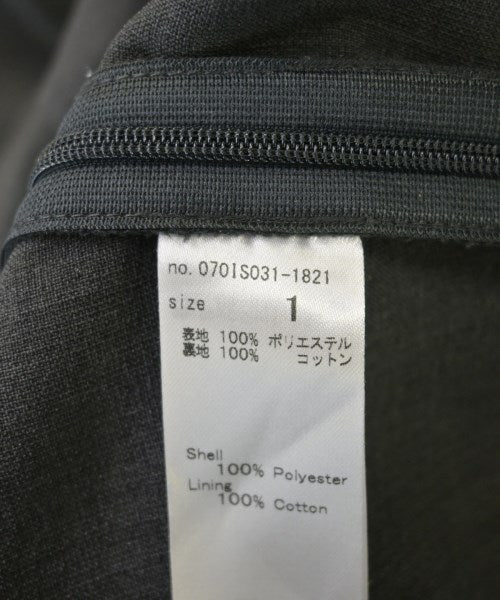 no. 070IS031-1821
size 1
表地 100% ポリエステル
裏地 100% コットン
Shell
100% Polyester
Lining
100% Cotton